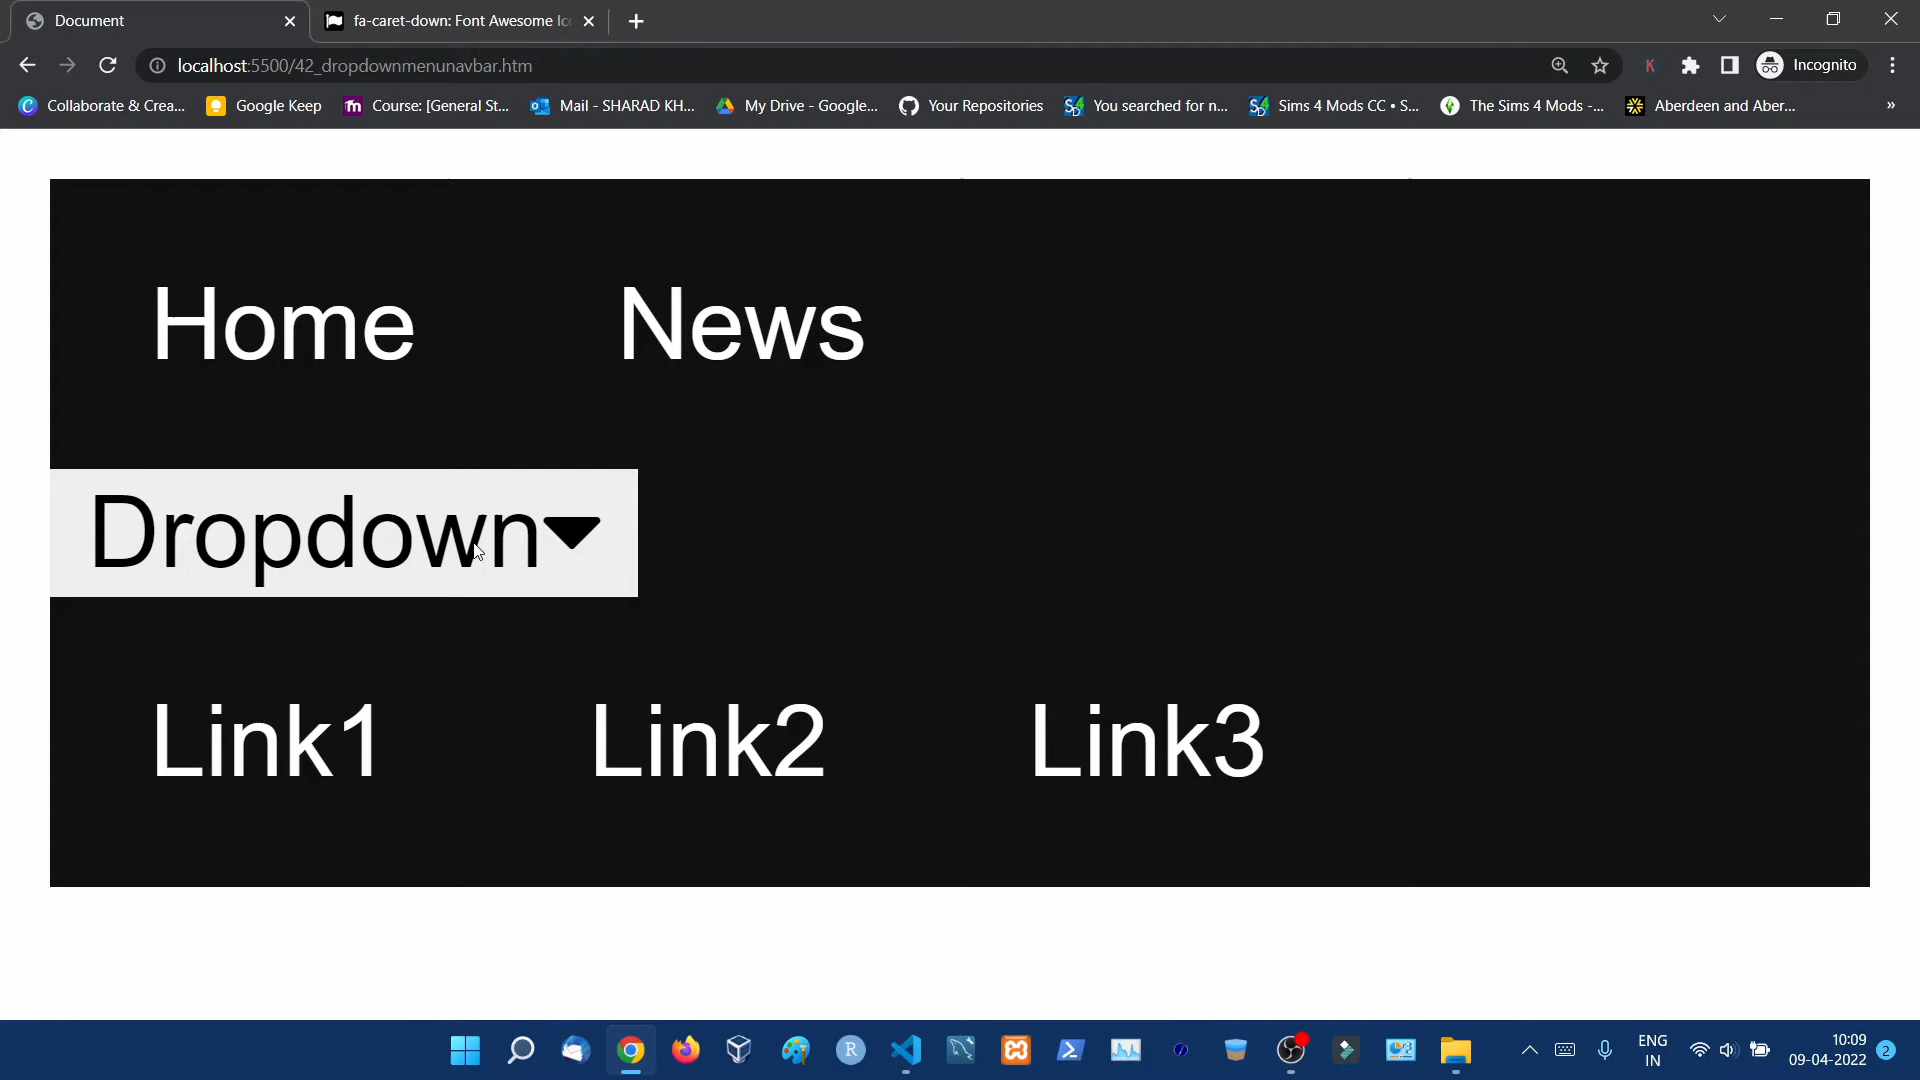 Document
fa-caret-down: Font Awesome Ic
localhost:5500/42_dropdownmenunavbar.htm
K
Incognito
Collaborate & Crea...
Google Keep
Course: [General St...
Mail - SHARAD KH...
My Drive - Google...
Your Repositories
You searched for n...
Sims 4 Mods CC • S...
The Sims 4 Mods -...
Aberdeen and Aber...
»
Home News
Dropdown
Link1 Link2 Link3
R
ENG
IN
10:09
09-04-2022
2